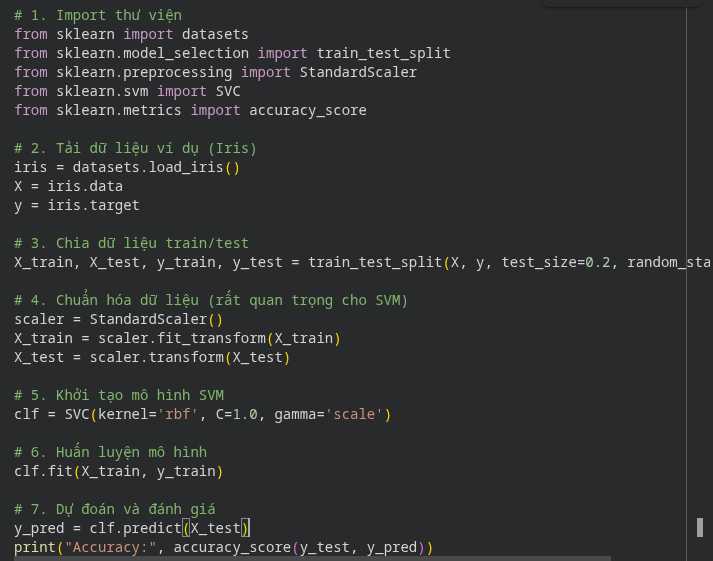 # 1. Import thư viện
from sklearn import datasets
from sklearn.model_selection import train_test_split
from sklearn.preprocessing import StandardScaler
from sklearn.svm import SVC
from sklearn.metrics import accuracy_score
# 2. Tải dữ liệu ví dụ (Iris)
iris = datasets.load_iris()
X = iris.data
y = iris.target
# 3. Chia dữ liệu train/test
X_train, X_test, y_train, y_test = train_test_split(X, y, test_size=0.2, random_sta
# 4. Chuẩn hóa dữ liệu (rất quan trọng cho SVM)
scaler = StandardScaler()
X_train = scaler.fit_transform(X_train)
X_test = scaler.transform(X_test)
# 5. Khởi tạo mô hình SVM
clf = SVC(kernel='rbf', C=1.0, gamma='scale')
# 6. Huấn luyện mô hình
clf.fit(X_train, y_train)
# 7. Dự đoán và đánh giá
y_pred = clf.predict(X_test)
print("Accuracy:", accuracy_score(y_test, y_pred))